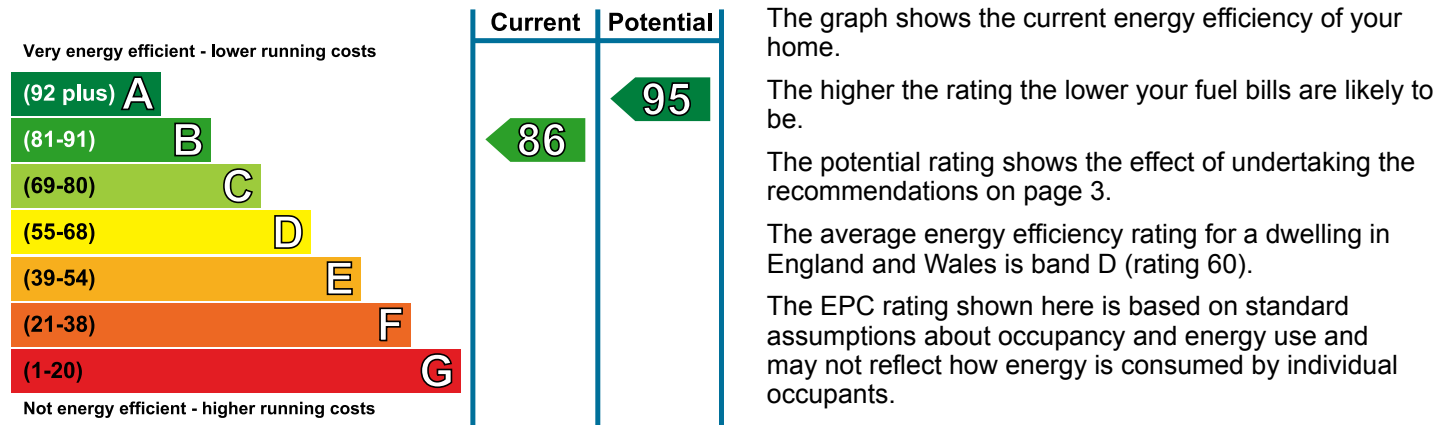 Current Potential
Very energy efficient - lower running costs
(92 plus) A
95
(81-91) B
86
(69-80) C
(55-68) D
(39-54) E
(21-38) F
(1-20) G
Not energy efficient - higher running costs
The graph shows the current energy efficiency of your
home.
The higher the rating the lower your fuel bills are likely to
be.
The potential rating shows the effect of undertaking the
recommendations on page 3.
The average energy efficiency rating for a dwelling in
England and Wales is band D (rating 60).
The EPC rating shown here is based on standard
assumptions about occupancy and energy use and
may not reflect how energy is consumed by individual
occupants.